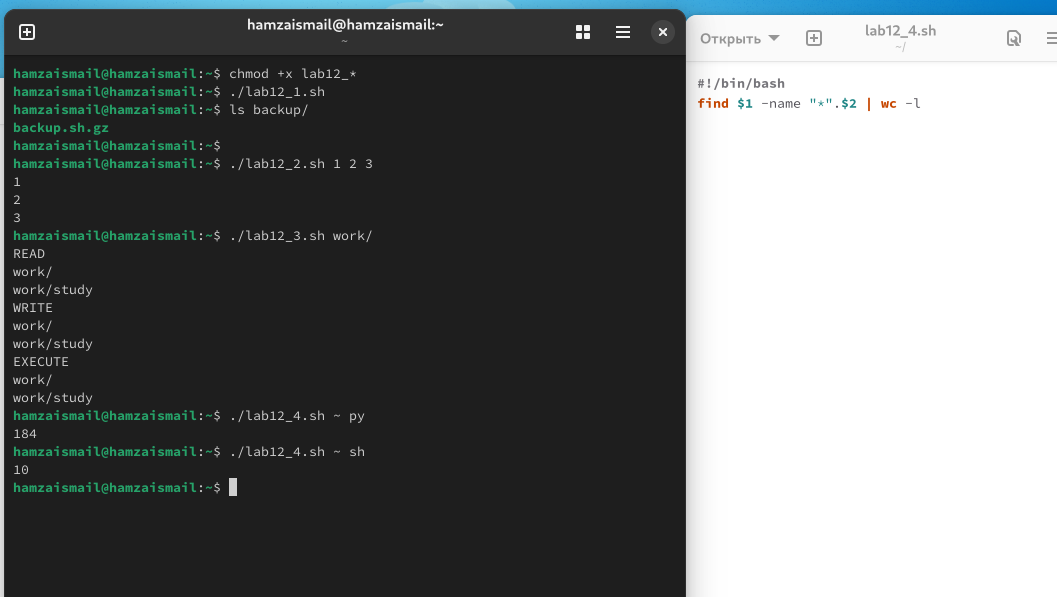 hamzaismail@hamzaismail:~
~
hamzaismail@hamzaismail:~$ chmod +x lab12_*
hamzaismail@hamzaismail:~$ ./lab12_1.sh
hamzaismail@hamzaismail:~$ ls backup/
backup.sh.gz
hamzaismail@hamzaismail:~$
hamzaismail@hamzaismail:~$ ./lab12_2.sh 1 2 3
1
2
3
hamzaismail@hamzaismail:~$ ./lab12_3.sh work/
READ
work/
work/study
WRITE
work/
work/study
EXECUTE
work/
work/study
hamzaismail@hamzaismail:~$ ./lab12_4.sh ~ py
184
hamzaismail@hamzaismail:~$ ./lab12_4.sh ~ sh
10
hamzaismail@hamzaismail:~$
Открыть
lab12_4.sh
~/
#!/bin/bash
find $1 -name "*".$2 | wc -l